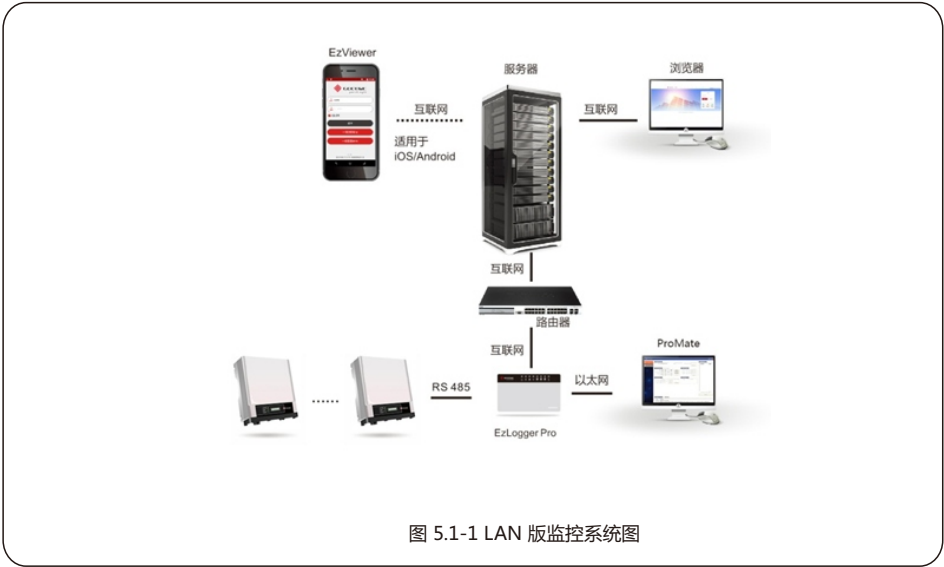 EzViewer
服务器
浏览器
互联网
互联网
适用于
iOS/Android
互联网
路由器
互联网
ProMate
RS 485
以太网
......
EzLogger Pro
图 5.1-1 LAN 版监控系统图